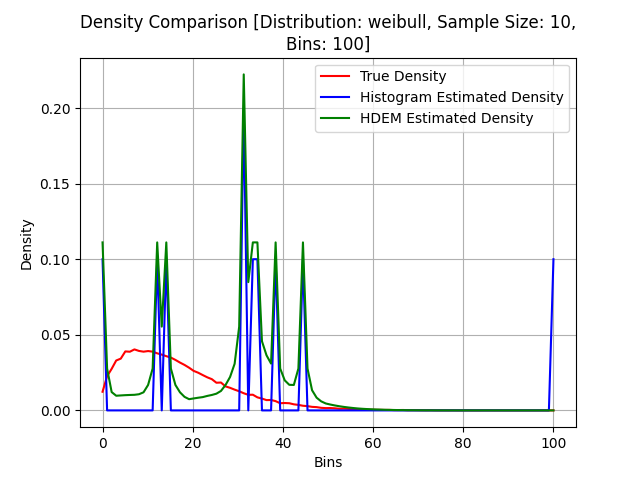 Density Comparison [Distribution: weibull, Sample Size: 10,
Bins: 100]
True Density
Histogram Estimated Density
HDEM Estimated Density
Density
0.20
0.15
0.10
0.05
0.00
0 20 40 60 80 100
Bins